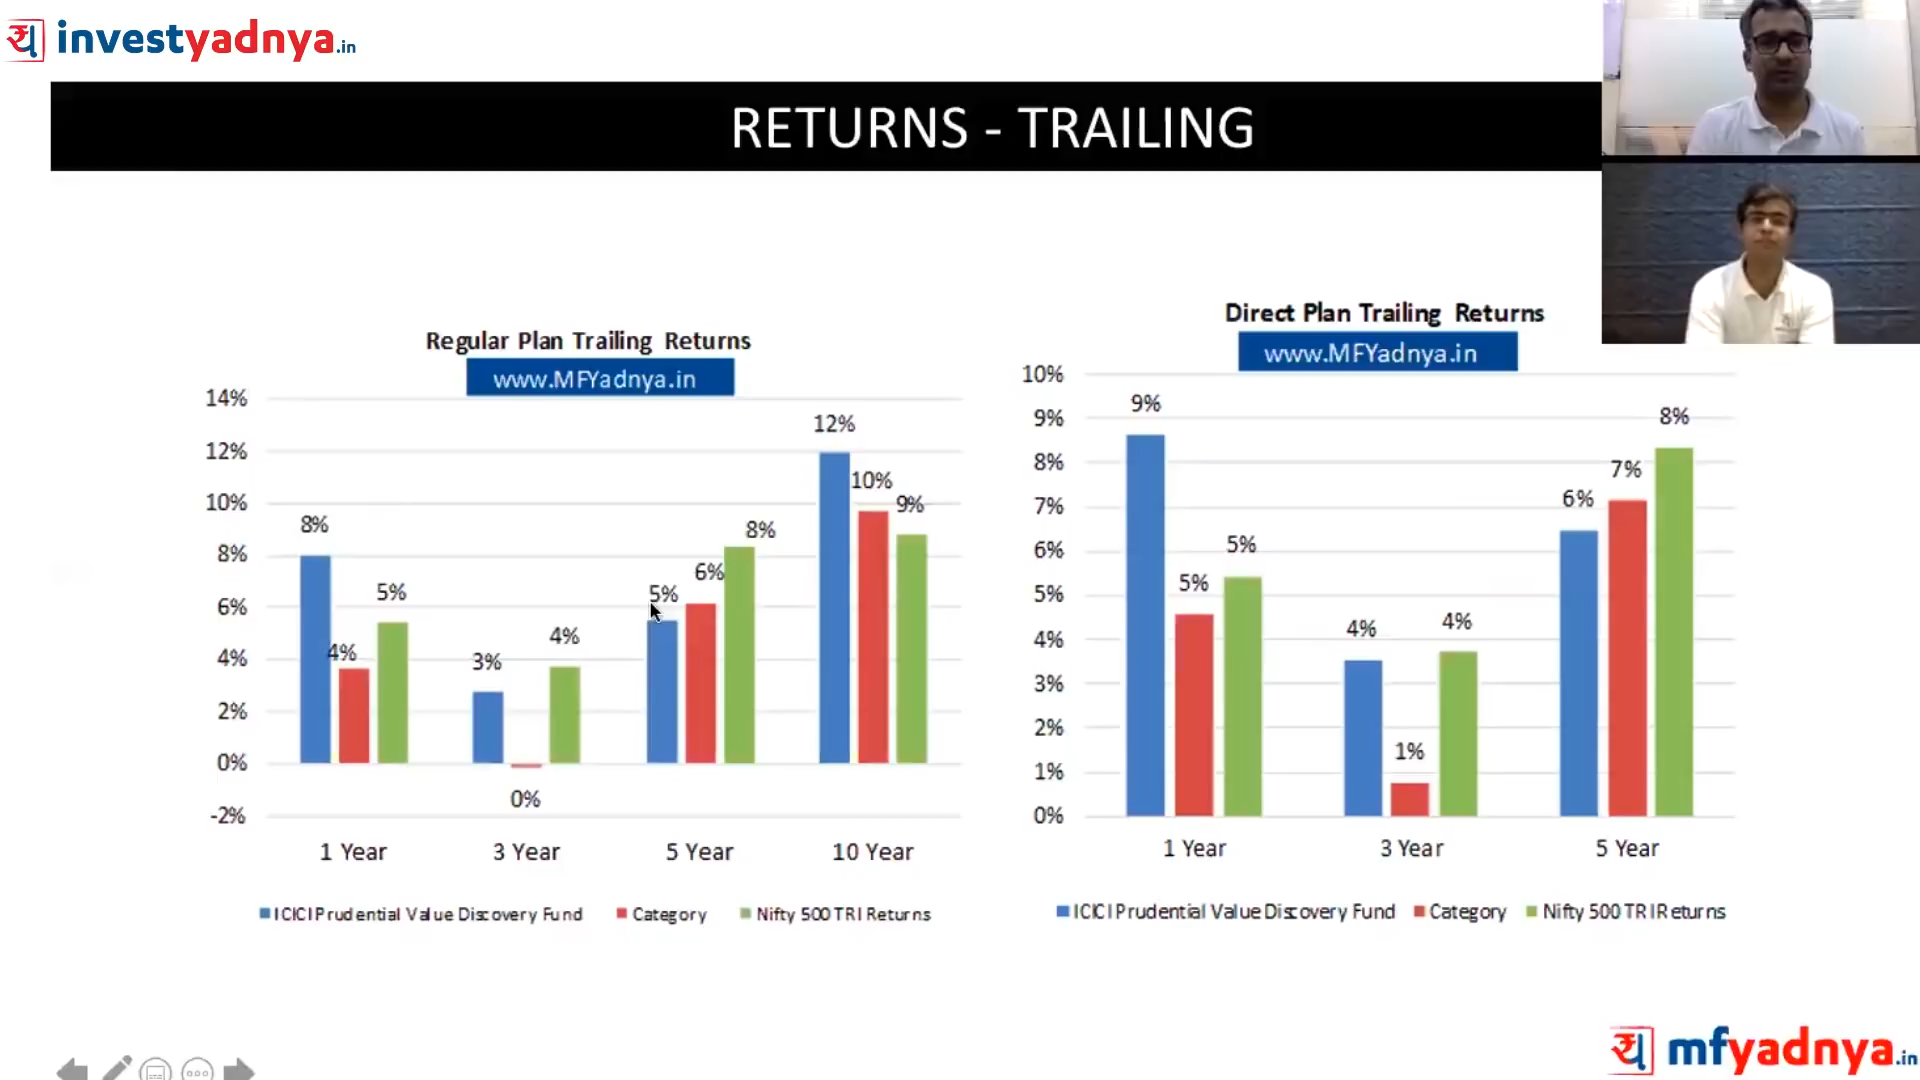 य investyadnya.in
RETURNS - TRAILING
Regular Plan Trailing Returns
www.MFYadnya.in
14%
12%
10%
8%
6%
4%
2%
0%
-2%
8%
4%
5%
3%
0%
4%
5%
6%
8%
12%
10%
9%
1 Year
3 Year
5 Year
10 Year
ICICI Prudential Value Discovery Fund
Category
Nifty 500 TRI Returns
Direct Plan Trailing Returns
www.MFYadnya.in
10%
9%
8%
7%
6%
5%
4%
3%
2%
1%
0%
9%
5%
5%
4%
1%
4%
6%
7%
8%
1 Year
3 Year
5 Year
ICICI Prudential Value Discovery Fund
Category
Nifty 500 TRI Returns
य mfyadnya.in